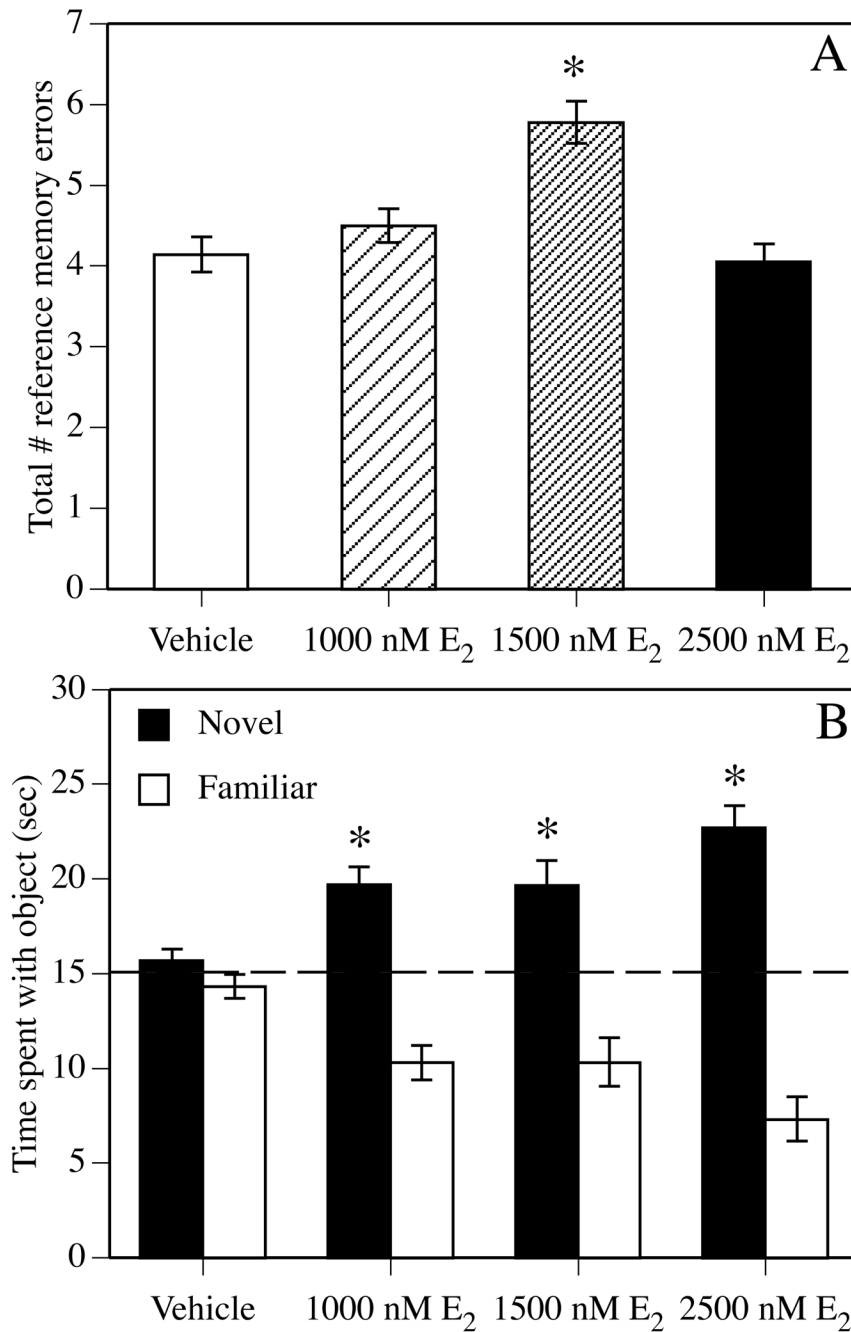 A
Total # reference memory errors
7
6
5
4
3
2
1
0
*
Vehicle 1000 nM E₂ 1500 nM E₂ 2500 nM E₂
B
Time spent with object (sec)
30
25
20
15
10
5
0
Novel
Familiar
* * *
Vehicle 1000 nM E₂ 1500 nM E₂ 2500 nM E₂